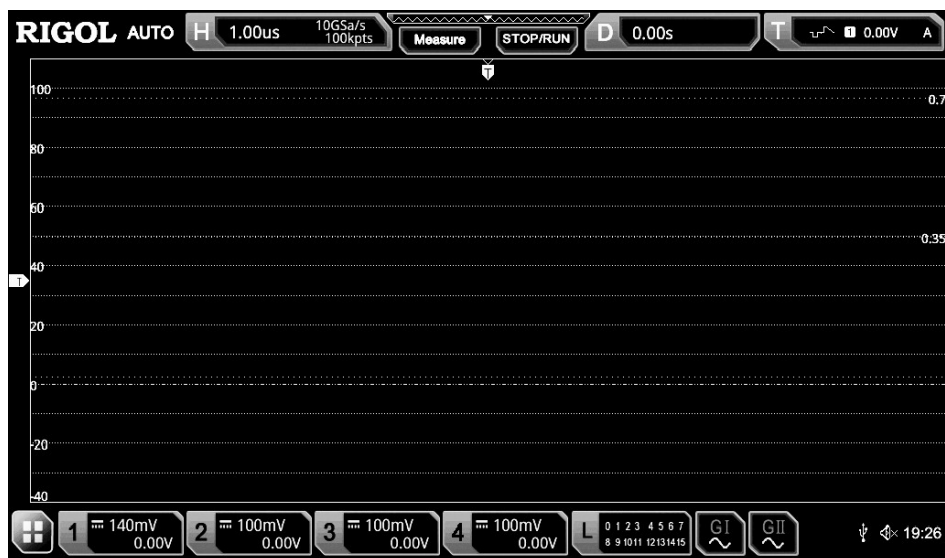 RIGOL AUTO H 1.00us 10GSa/s 100kpts Measure STOP/RUN D 0.00s T 1 0.00V A
T
100
0.7
80
60
0.35
40
T
20
0
-20
-40
1 140mV 0.00V 2 100mV 0.00V 3 100mV 0.00V 4 100mV 0.00V L 0 1 2 3 4 5 6 7 GI GII 19:26
8 9 10 11 12 13 14 15